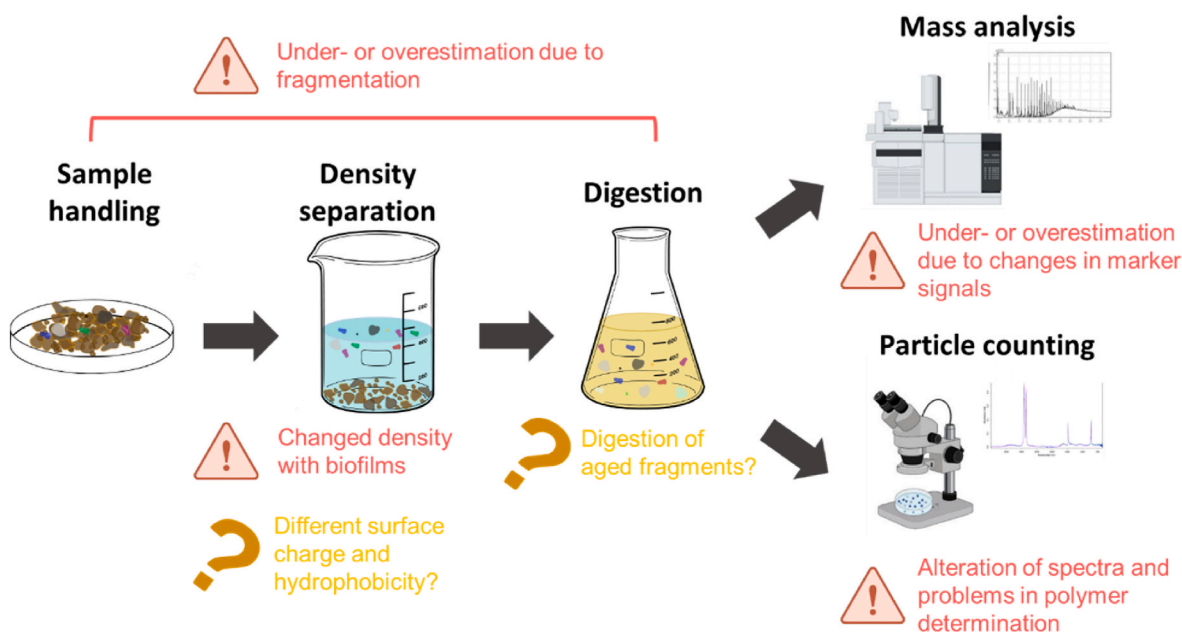 Mass analysis
Under- or overestimation due to
fragmentation
Sample
handling
Density
separation
Digestion
Under- or overestimation
due to changes in marker
signals
Particle counting
Changed density
with biofilms
Digestion of
aged fragments?
Different surface
charge and
hydrophobicity?
Alteration of spectra and
problems in polymer
determination